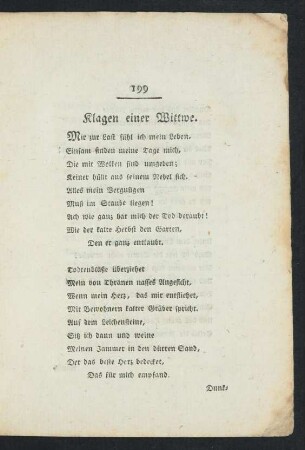 199
Klagen einer Wittwe.
Mir zur Last fühl ich mein Leben.
Einsam finden meine Tage mich,
Die mit Wolken sind umgeben;
Keiner hüllt aus seinem Nebel sich.
Alles mein Vergnügen
Muß im Staube liegen!
Ach wie ganz hat mich der Tod beraubt!
Wie der kalte Herbst den Garten,
Den er ganz entlaubt.
Todtenblässe überziehet
Mein von Thränen nasses Angesicht,
Wenn mein Herz, das mir entfliehet,
Mit Bewohnern kalter Gräber spricht.
Auf dem Leichensteine,
Sitz ich dann und weine
Meinen Jammer in den dürren Sand,
Der das beste Herz bedecket,
Das für mich empfand.
Dunk-